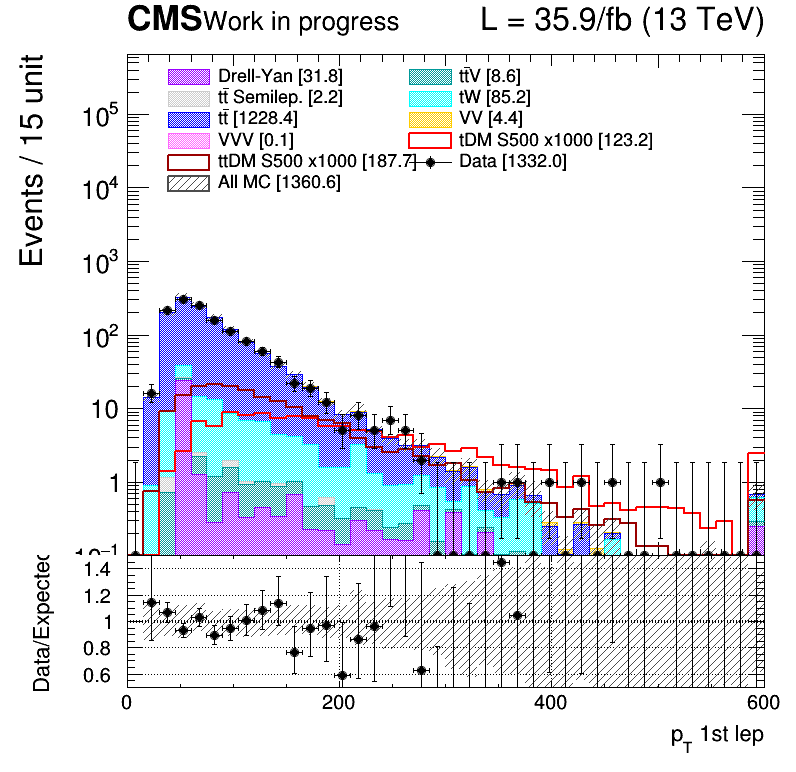 CMS Work in progress L = 35.9/fb (13 TeV)
Events / 15 unit
Drell-Yan [31.8] tt̄V [8.6]
tt̄ Semilep. [2.2] tW [85.2]
tt̄ [1228.4] VV [4.4]
VVV [0.1] tDM S500 x1000 [123.2]
ttDM S500 x1000 [187.7] Data [1332.0]
All MC [1360.6]
10⁵
10⁴
10³
10²
10
1
10⁻¹
Data/Expected
1.4
1.2
1
0.8
0.6
0 200 400 600
p_T 1st lep